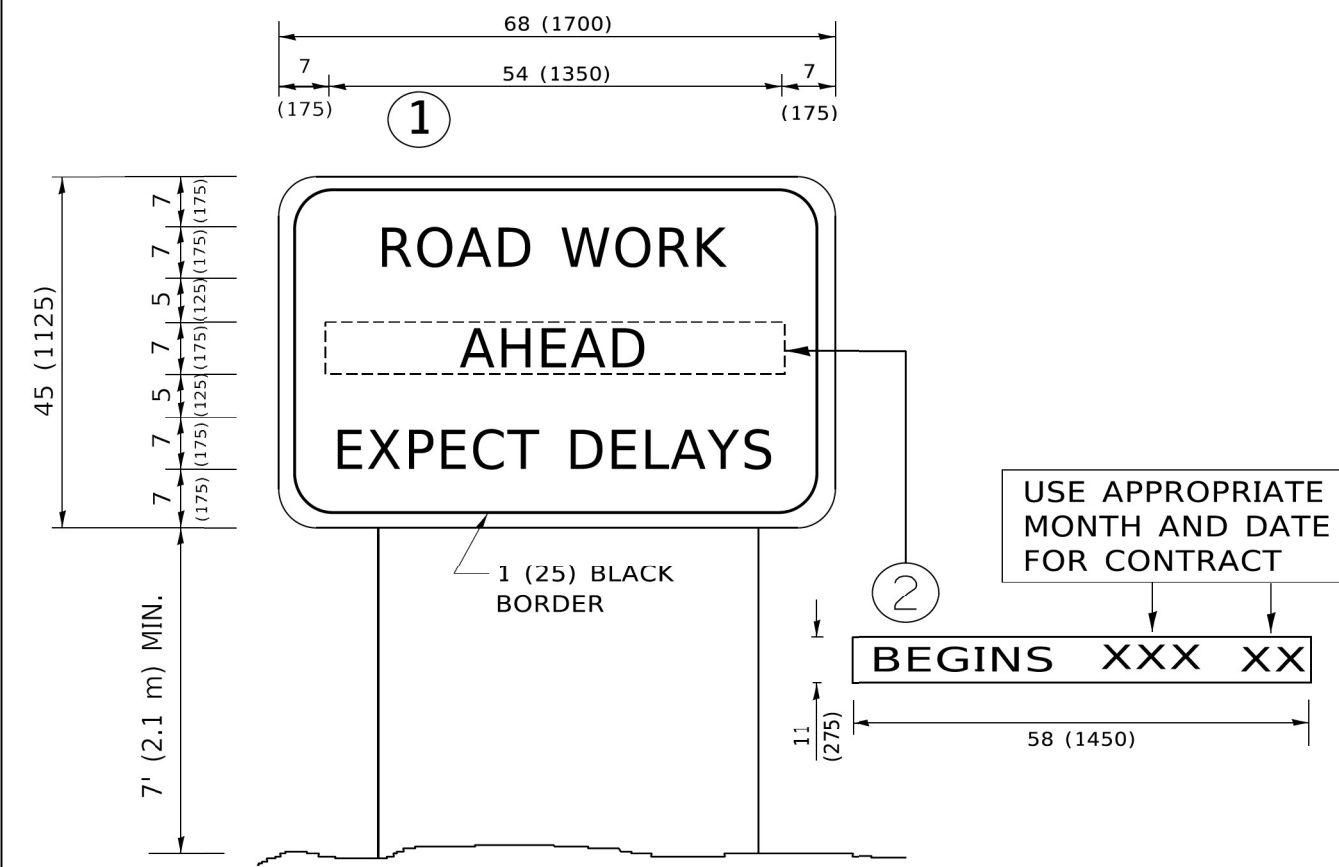 68 (1700)
7
54 (1350)
7
(175)
(175)
1
45 (1125)
7
(175)
7
(175)
5
(125)
7
(175)
5
(125)
7
(175)
7
(175)
ROAD WORK
AHEAD
EXPECT DELAYS
1 (25) BLACK
BORDER
7' (2.1 m) MIN.
USE APPROPRIATE
MONTH AND DATE
FOR CONTRACT
2
BEGINS XXX XX
11
(275)
58 (1450)